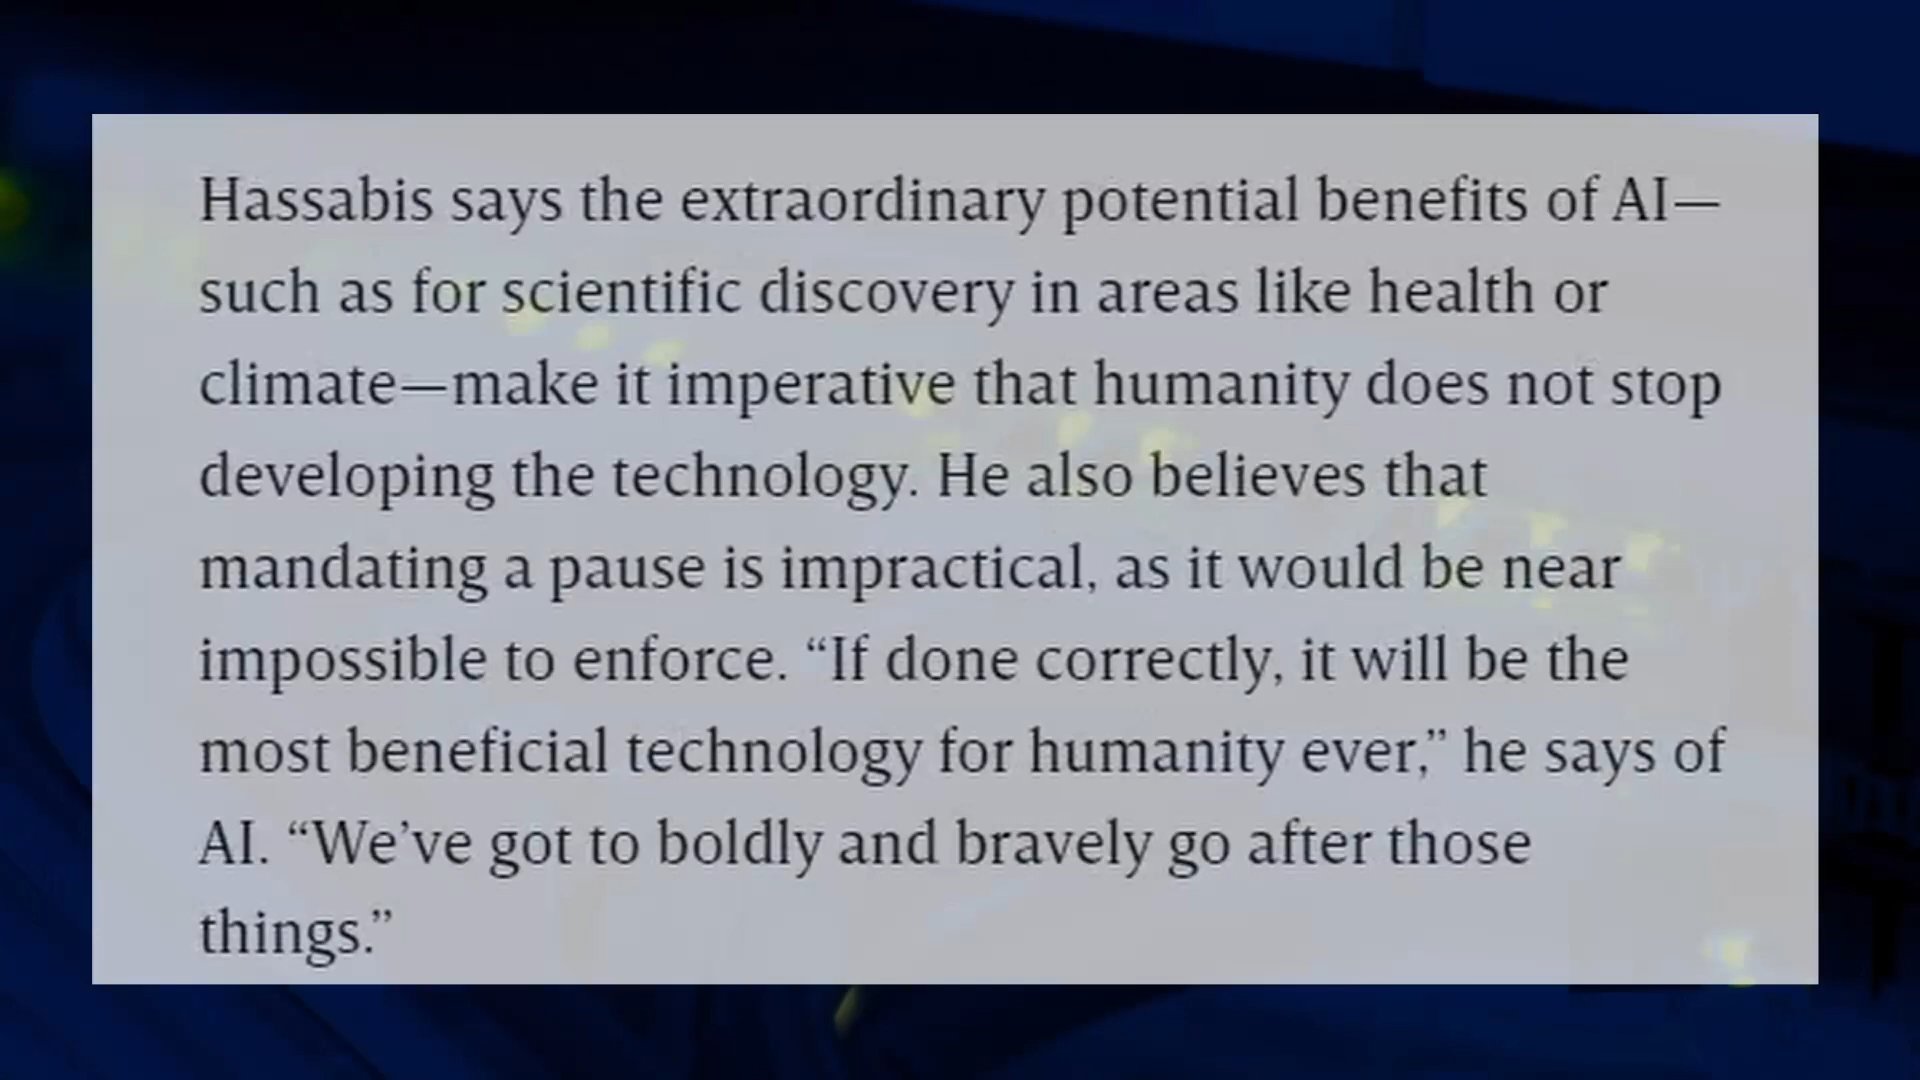 Hassabis says the extraordinary potential benefits of AI—
such as for scientific discovery in areas like health or
climate—make it imperative that humanity does not stop
developing the technology. He also believes that
mandating a pause is impractical, as it would be near
impossible to enforce. “If done correctly, it will be the
most beneficial technology for humanity ever,” he says of
AI. “We’ve got to boldly and bravely go after those
things.”